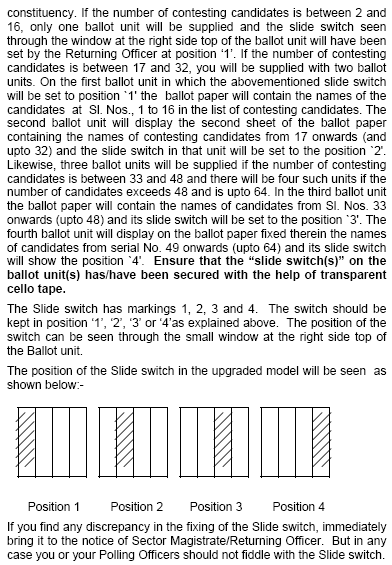 constituency. If the number of contesting candidates is between 2 and
16, only one ballot unit will be supplied and the slide switch seen
through the window at the right side top of the ballot unit will have been
set by the Returning Officer at position ‘1’. If the number of contesting
candidates is between 17 and 32, you will be supplied with two ballot
units. On the first ballot unit in which the abovementioned slide switch
will be set to position `1' the ballot paper will contain the names of the
candidates at Sl. Nos., 1 to 16 in the list of contesting candidates. The
second ballot unit will display the second sheet of the ballot paper
containing the names of contesting candidates from 17 onwards (and
upto 32) and the slide switch in that unit will be set to the position `2'.
Likewise, three ballot units will be supplied if the number of contesting
candidates is between 33 and 48 and there will be four such units if the
number of candidates exceeds 48 and is upto 64. In the third ballot unit
the ballot paper will contain the names of candidates from Sl. Nos. 33
onwards (upto 48) and its slide switch will be set to the position `3'. The
fourth ballot unit will display on the ballot paper fixed therein the names
of candidates from serial No. 49 onwards (upto 64) and its slide switch
will show the position `4'. Ensure that the “slide switch(s)” on the
ballot unit(s) has/have been secured with the help of transparent
cello tape.
The Slide switch has markings 1, 2, 3 and 4. The switch should be
kept in position ‘1’, ‘2’, ‘3’ or ‘4’as explained above. The position of the
switch can be seen through the small window at the right side top of
the Ballot unit.
The position of the Slide switch in the upgraded model will be seen as
shown below:-
Position 1 Position 2 Position 3 Position 4
If you find any discrepancy in the fixing of the Slide switch, immediately
bring it to the notice of Sector Magistrate/Returning Officer. But in any
case you or your Polling Officers should not fiddle with the Slide switch.